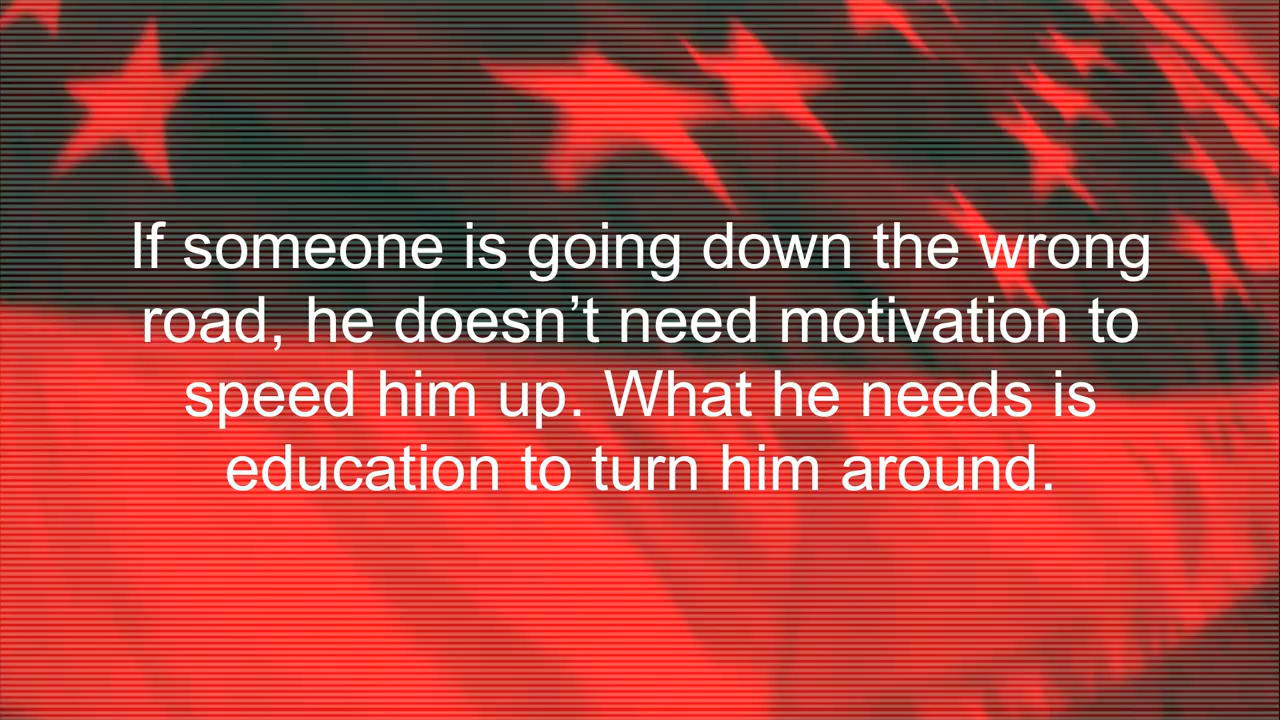 If someone is going down the wrong
road, he doesn’t need motivation to
speed him up. What he needs is
education to turn him around.